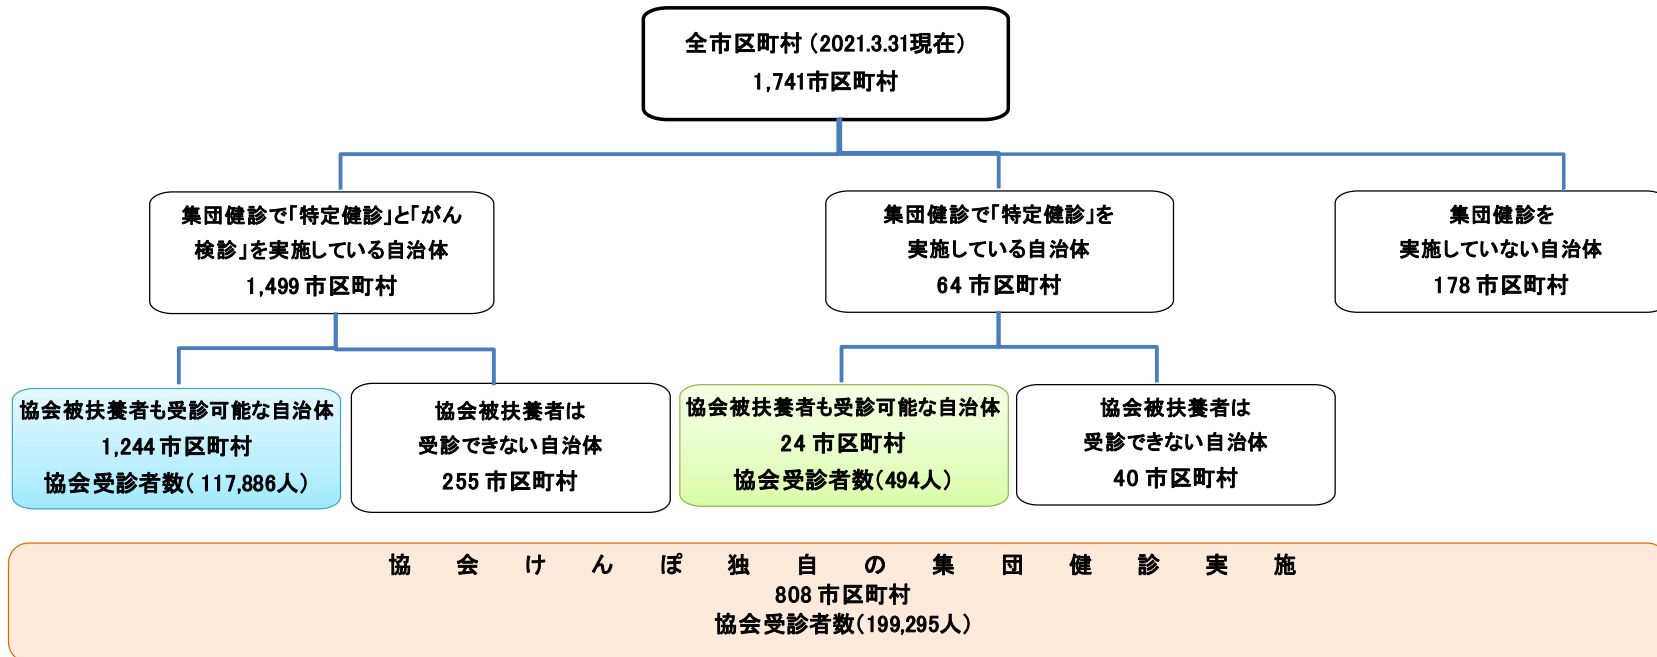 全市区町村（2021.3.31現在）
1,741市区町村
集団健診で「特定健診」と「がん
検診」を実施している自治体
1,499 市区町村
集団健診で「特定健診」を
実施している自治体
64 市区町村
集団健診を
実施していない自治体
178 市区町村
協会被扶養者も受診可能な自治体
1,244 市区町村
協会受診者数（ 117,886人）
協会被扶養者は
受診できない自治体
255 市区町村
協会被扶養者も受診可能な自治体
24 市区町村
協会受診者数（494人）
協会被扶養者は
受診できない自治体
40 市区町村
協会けんぽ独自の集団健診実施
808 市区町村
協会受診者数（199,295人）